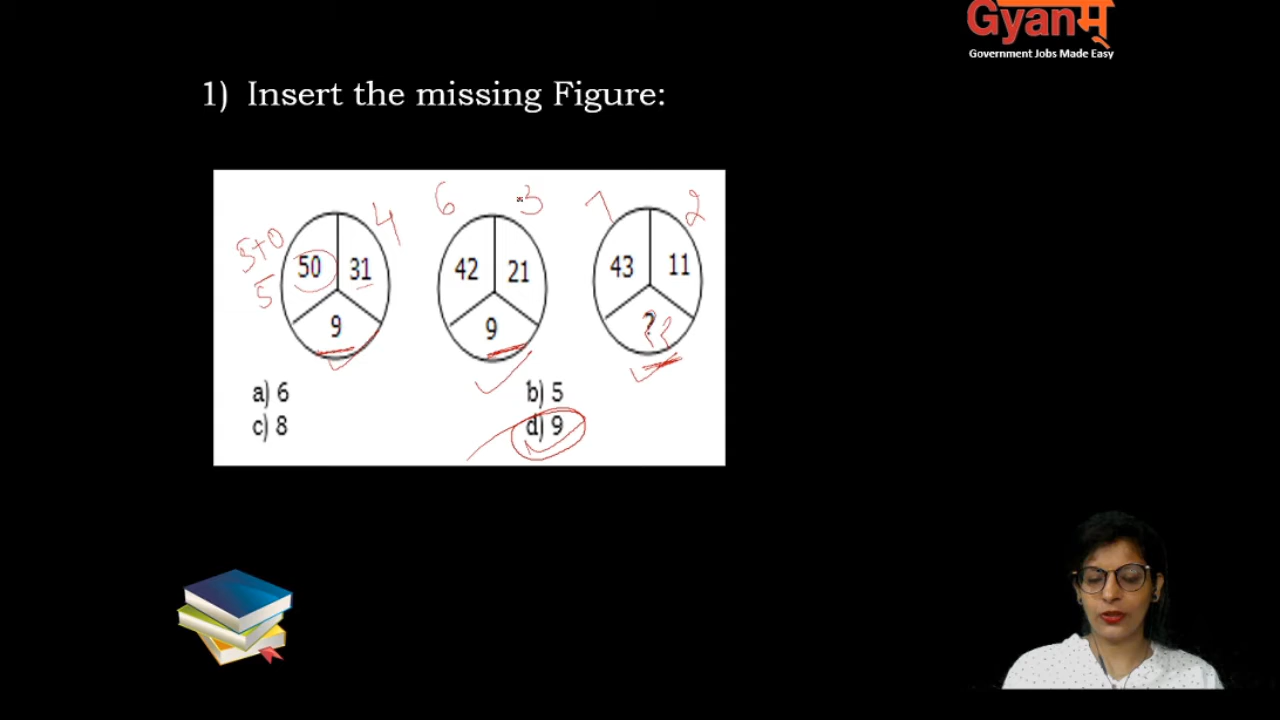 Gyanम्
Government Jobs Made Easy
1) Insert the missing Figure:
6 3 7 2
4
5+0
5
50 31 42 21 43 11
9 9 ?
??
a) 6 b) 5
c) 8 d) 9